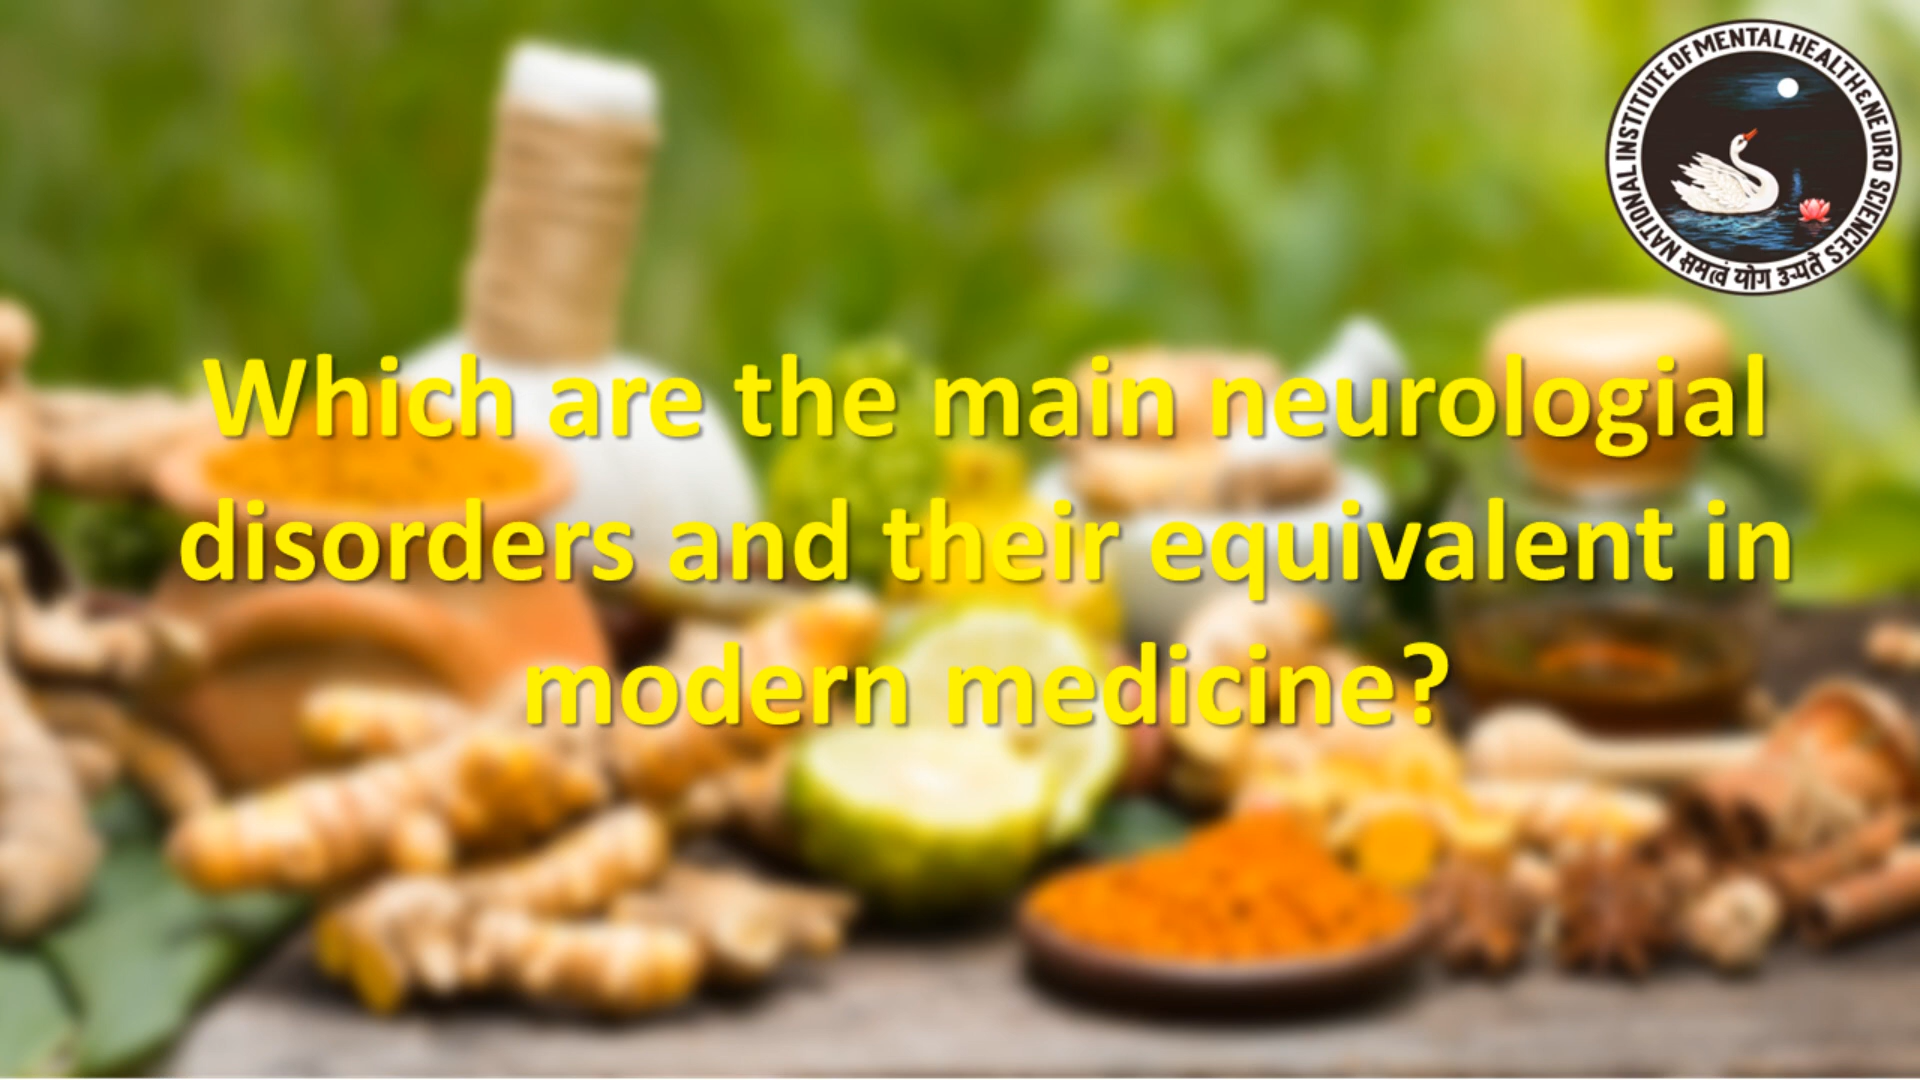 NATIONAL INSTITUTE OF MENTAL HEALTH & NEURO SCIENCES
समत्वं योग उच्यते
Which are the main neurologial
disorders and their equivalent in
modern medicine?